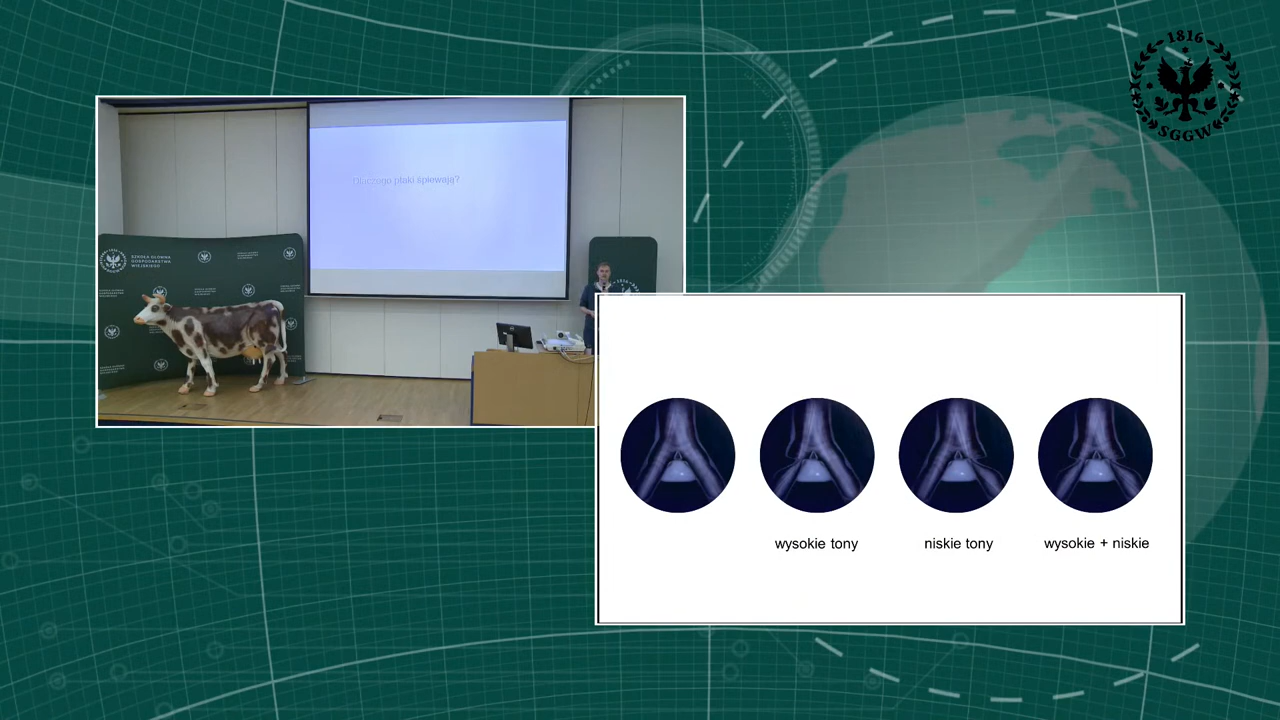 1816
SGGW
Dlaczego ptaki śpiewają?
SZKOŁA GŁÓWNA
GOSPODARSTWA
WIEJSKIEGO
wysokie tony
niskie tony
wysokie + niskie